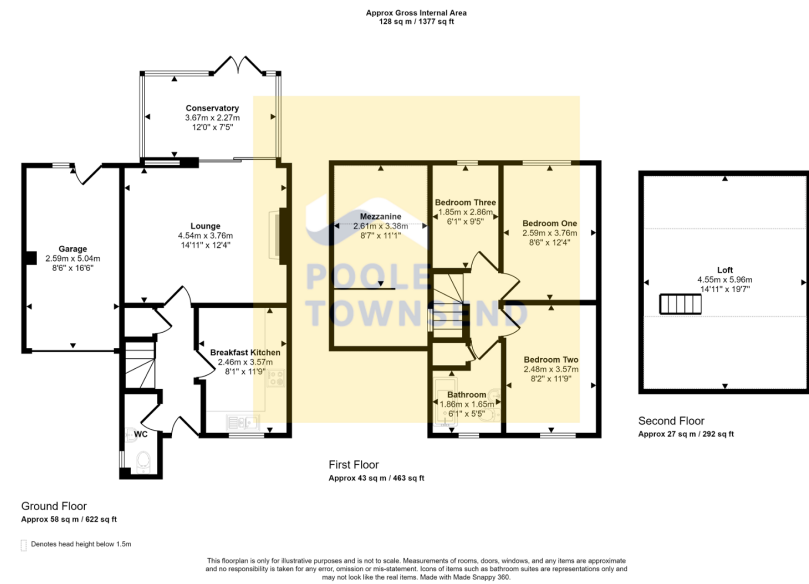 Approx Gross Internal Area
128 sq m / 1377 sq ft
Conservatory
3.67m x 2.27m
12'0" x 7'5"
Garage
2.59m x 5.04m
8'6" x 16'6"
Lounge
4.54m x 3.76m
14'11" x 12'4"
Breakfast Kitchen
2.46m x 3.57m
8'1" x 11'9"
WC
Mezzanine
2.61m x 3.38m
8'7" x 11'1"
Bedroom Three
1.85m x 2.86m
6'1" x 9'5"
Bedroom One
2.59m x 3.76m
8'6" x 12'4"
Bedroom Two
2.48m x 3.57m
8'2" x 11'9"
Bathroom
1.86m x 1.65m
6'1" x 5'5"
POOLE
TOWNSEND
Loft
4.55m x 5.96m
14'11" x 19'7"
Second Floor
Approx 27 sq m / 292 sq ft
First Floor
Approx 43 sq m / 463 sq ft
Ground Floor
Approx 58 sq m / 622 sq ft
Denotes head height below 1.5m
This floorplan is only for illustrative purposes and is not to scale. Measurements of rooms, doors, windows, and any items are approximate
and no responsibility is taken for any error, omission or mis-statement. Icons of items such as bathroom suites are representations only and
may not look like the real items. Made with Made Snappy 360.